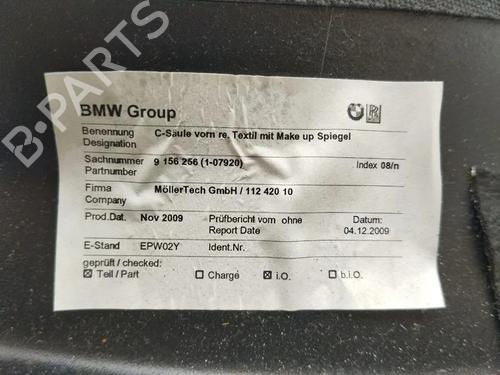 B-PARTS
BMW Group
Benennung Designation C-Säule vorn re. Textil mit Make up Spiegel
Sachnummer Partnumber 9 156 256 (1-07920) Index 08/n
Firma Company MöllerTech GmbH / 112 420 10
Prod.Dat. Nov 2009 Prüfbericht vom ohne Datum:
Report Date 04.12.2009
E-Stand EPW02Y Ident.Nr.
geprüft / checked:
☒ Teil / Part ☐ Chargé ☒ i.O. ☐ b.i.O.